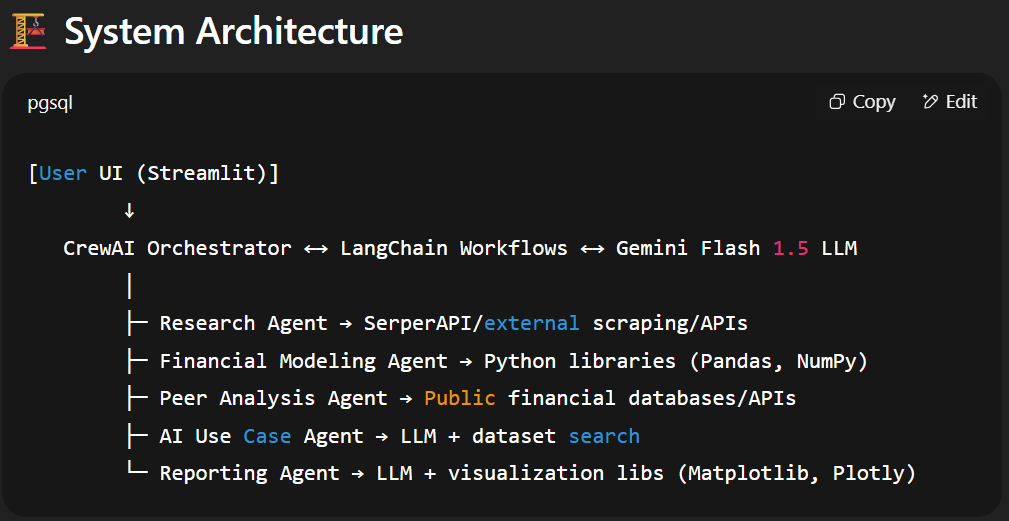 System Architecture
pgsql
Copy Edit
[User UI (Streamlit)]
↓
CrewAI Orchestrator ↔ LangChain Workflows ↔ Gemini Flash 1.5 LLM
│
├─ Research Agent → SerperAPI/external scraping/APIs
├─ Financial Modeling Agent → Python libraries (Pandas, NumPy)
├─ Peer Analysis Agent → Public financial databases/APIs
├─ AI Use Case Agent → LLM + dataset search
└─ Reporting Agent → LLM + visualization libs (Matplotlib, Plotly)